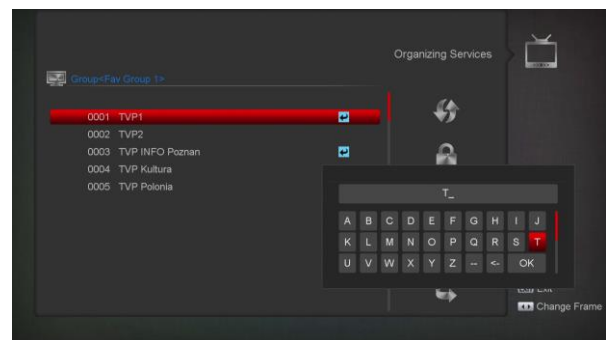 Organizing Services
Group<Fav Group 1>
0001 TVP1
0002 TVP2
0003 TVP INFO Poznan
0004 TVP Kultura
0005 TVP Polonia
T_
A B C D E F G H I J
K L M N O P Q R S T
U V W X Y Z -- <- OK
Exit
Change Frame